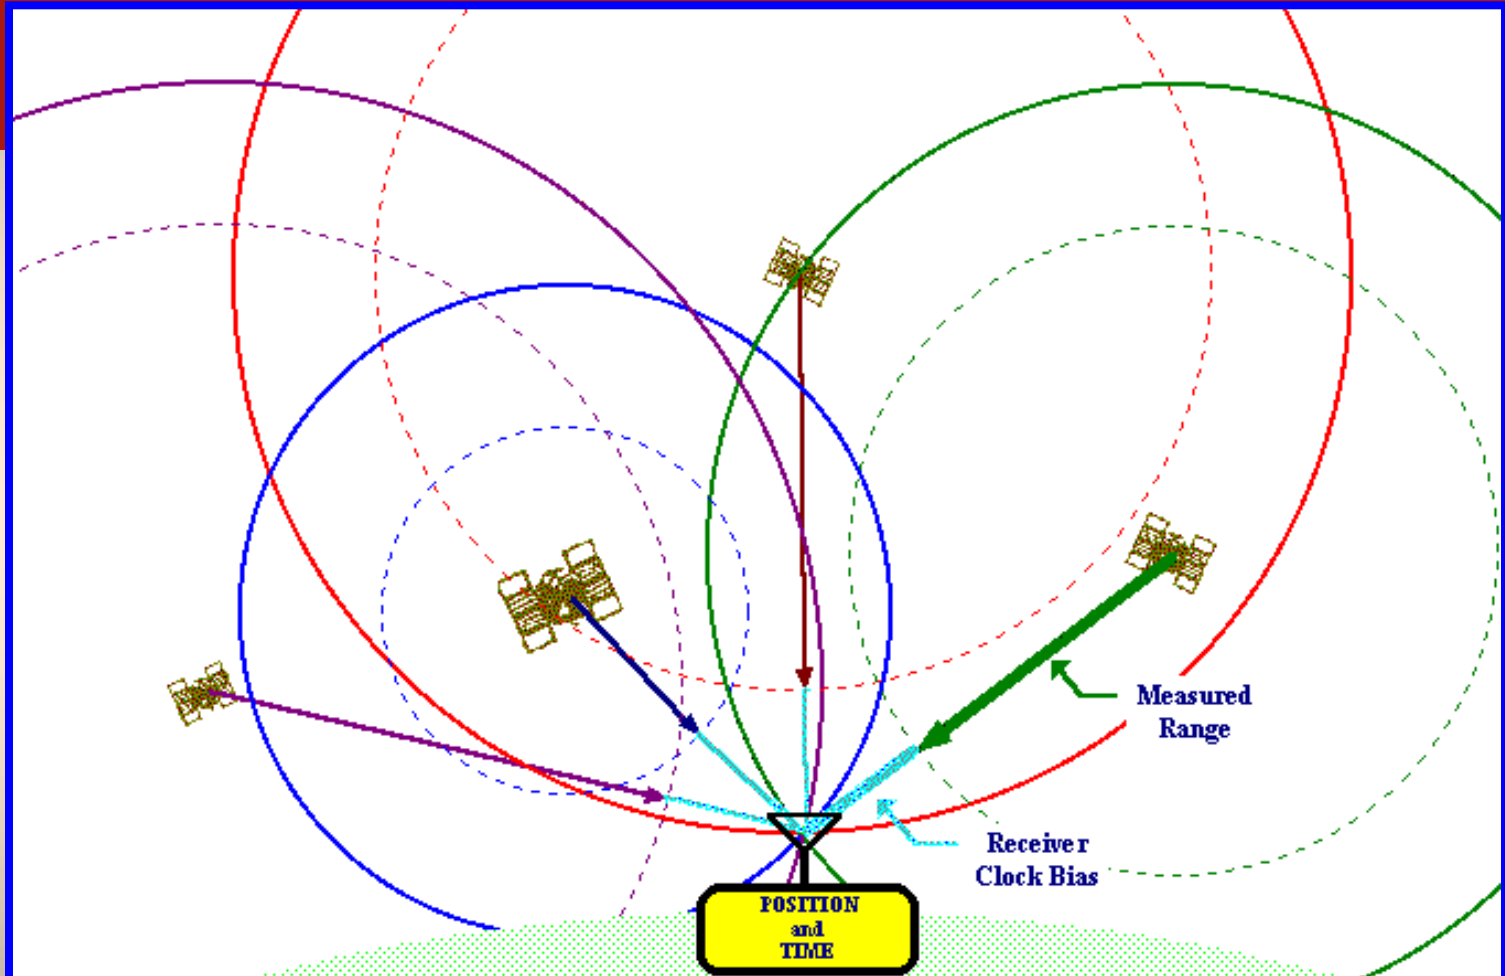 Measured
Range
Receiver
Clock Bias
POSITION
and
TIME